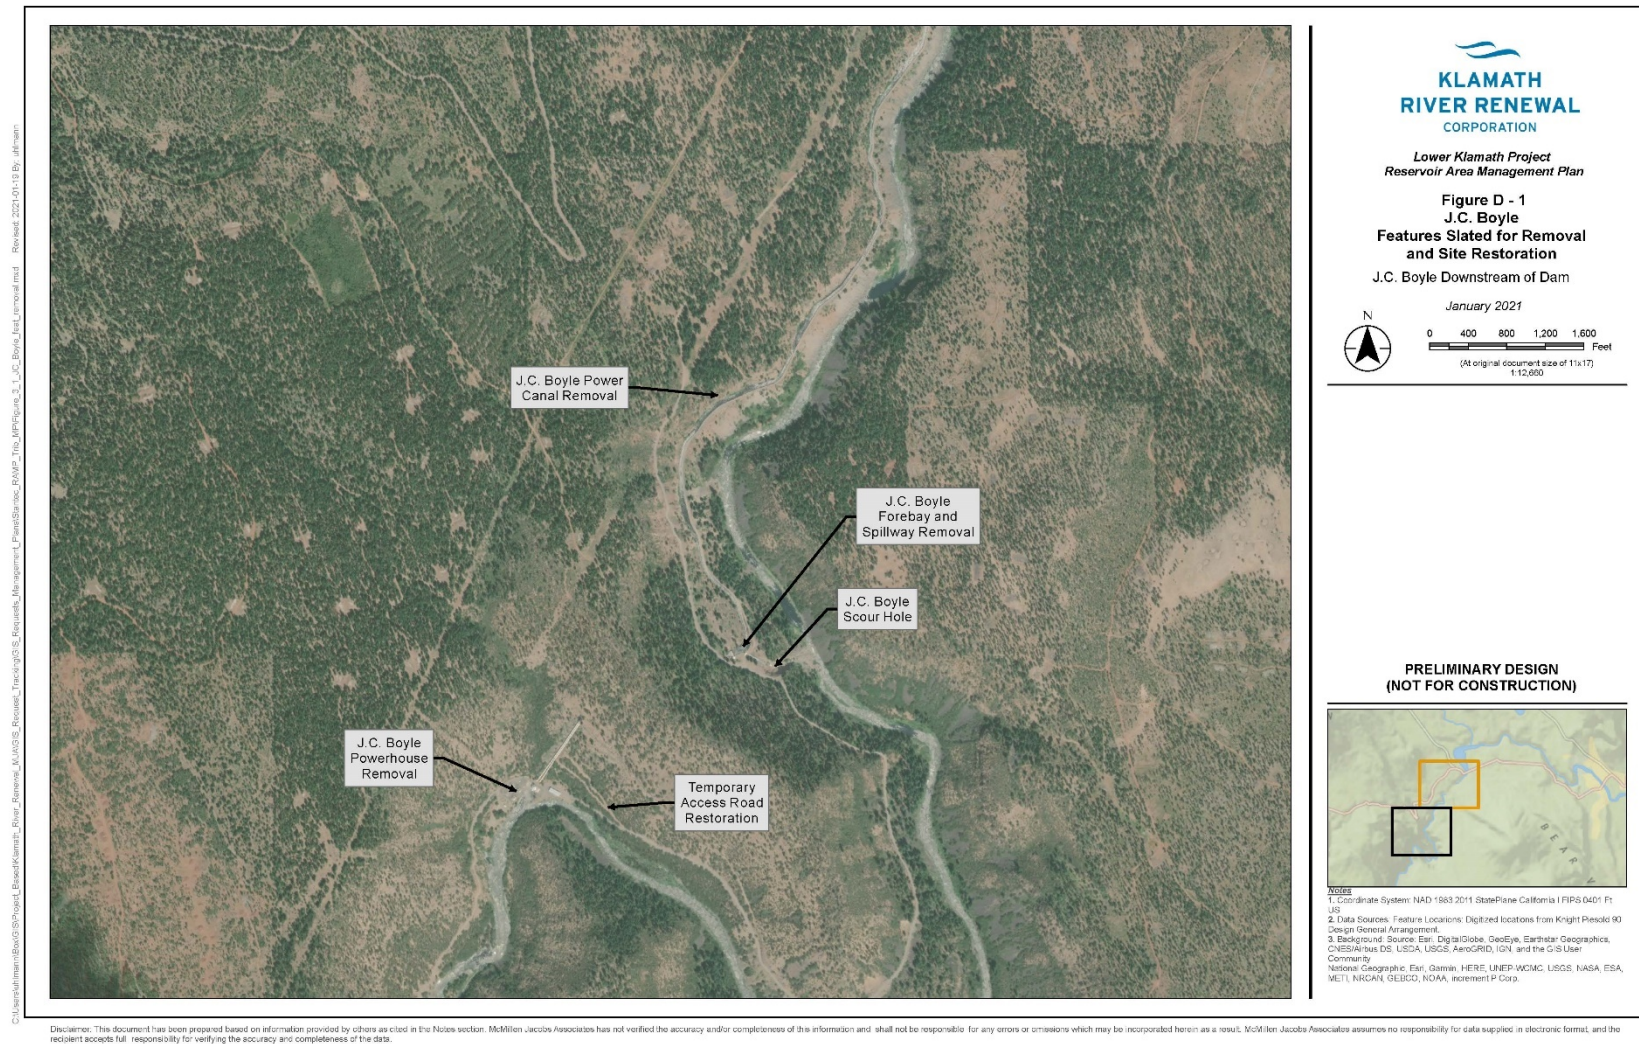 KLAMATH
RIVER RENEWAL
CORPORATION
Lower Klamath Project
Reservoir Area Management Plan
Figure D - 1
J.C. Boyle
Features Slated for Removal
and Site Restoration
J.C. Boyle Downstream of Dam
January 2021
N
0 400 800 1,200 1,600
Feet
(At original document size of 11x17)
1:12,660
J.C. Boyle Power
Canal Removal
J.C. Boyle
Forebay and
Spillway Removal
J.C. Boyle
Scour Hole
J.C. Boyle
Powerhouse
Removal
Temporary
Access Road
Restoration
PRELIMINARY DESIGN
(NOT FOR CONSTRUCTION)
BEAR V
Notes
1. Coordinate System: NAD 1983 2011 StatePlane California I FIPS 0401 Ft
US
2. Data Sources: Feature Locations: Digitized locations from Knight Piesold 90
Design General Arrangement.
3. Background: Source: Esri, DigitalGlobe, GeoEye, Earthstar Geographics,
CNES/Airbus DS, USDA, USGS, AeroGRID, IGN, and the GIS User
Community
National Geographic, Esri, Garmin, HERE, UNEP-WCMC, USGS, NASA, ESA,
METI, NRCAN, GEBCO, NOAA, increment P Corp.
Revised: 2021-01-19 By: uhlmann
Disclaimer: This document has been prepared based on information provided by others as cited in the Notes section. McMillen Jacobs Associates has not verified the accuracy and/or completeness of this information and shall not be responsible for any errors or omissions which may be incorporated herein as a result. McMillen Jacobs Associates assumes no responsibility for data supplied in electronic format, and the
recipient accepts full responsibility for verifying the accuracy and completeness of the data.